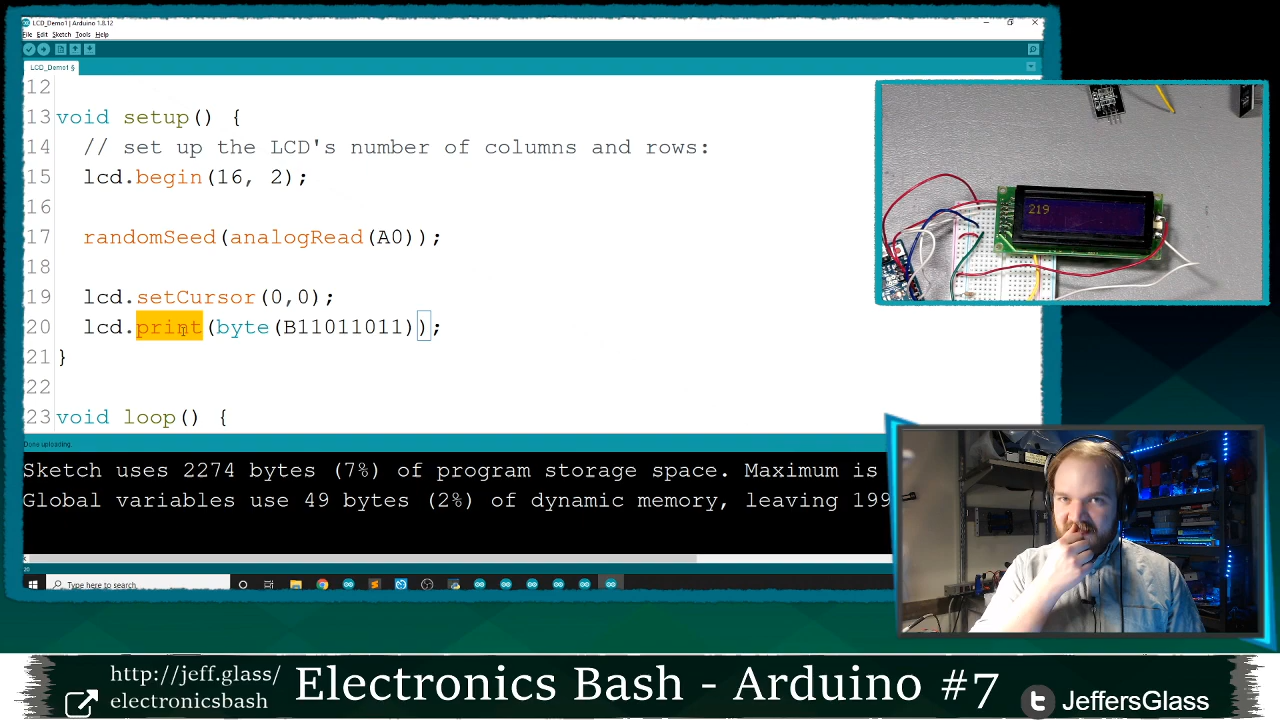 LCD_Demo1 | Arduino 1.8.12
File Edit Sketch Tools Help
LCD_Demo1 §
12
13 void setup() {
14 // set up the LCD's number of columns and rows:
15 lcd.begin(16, 2);
16
17 randomSeed(analogRead(A0));
18
19 lcd.setCursor(0,0);
20 lcd.print(byte(B11011011));
21 }
22
23 void loop() {
Done uploading.
Sketch uses 2274 bytes (7%) of program storage space. Maximum is
Global variables use 49 bytes (2%) of dynamic memory, leaving 199
20
Type here to search
219
http://jeff.glass/
electronicsbash
Electronics Bash - Arduino #7
JeffersGlass